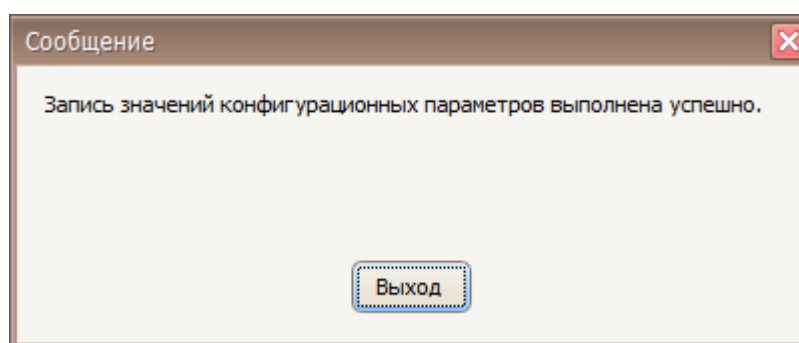 Сообщение
Запись значений конфигурационных параметров выполнена успешно.
Выход